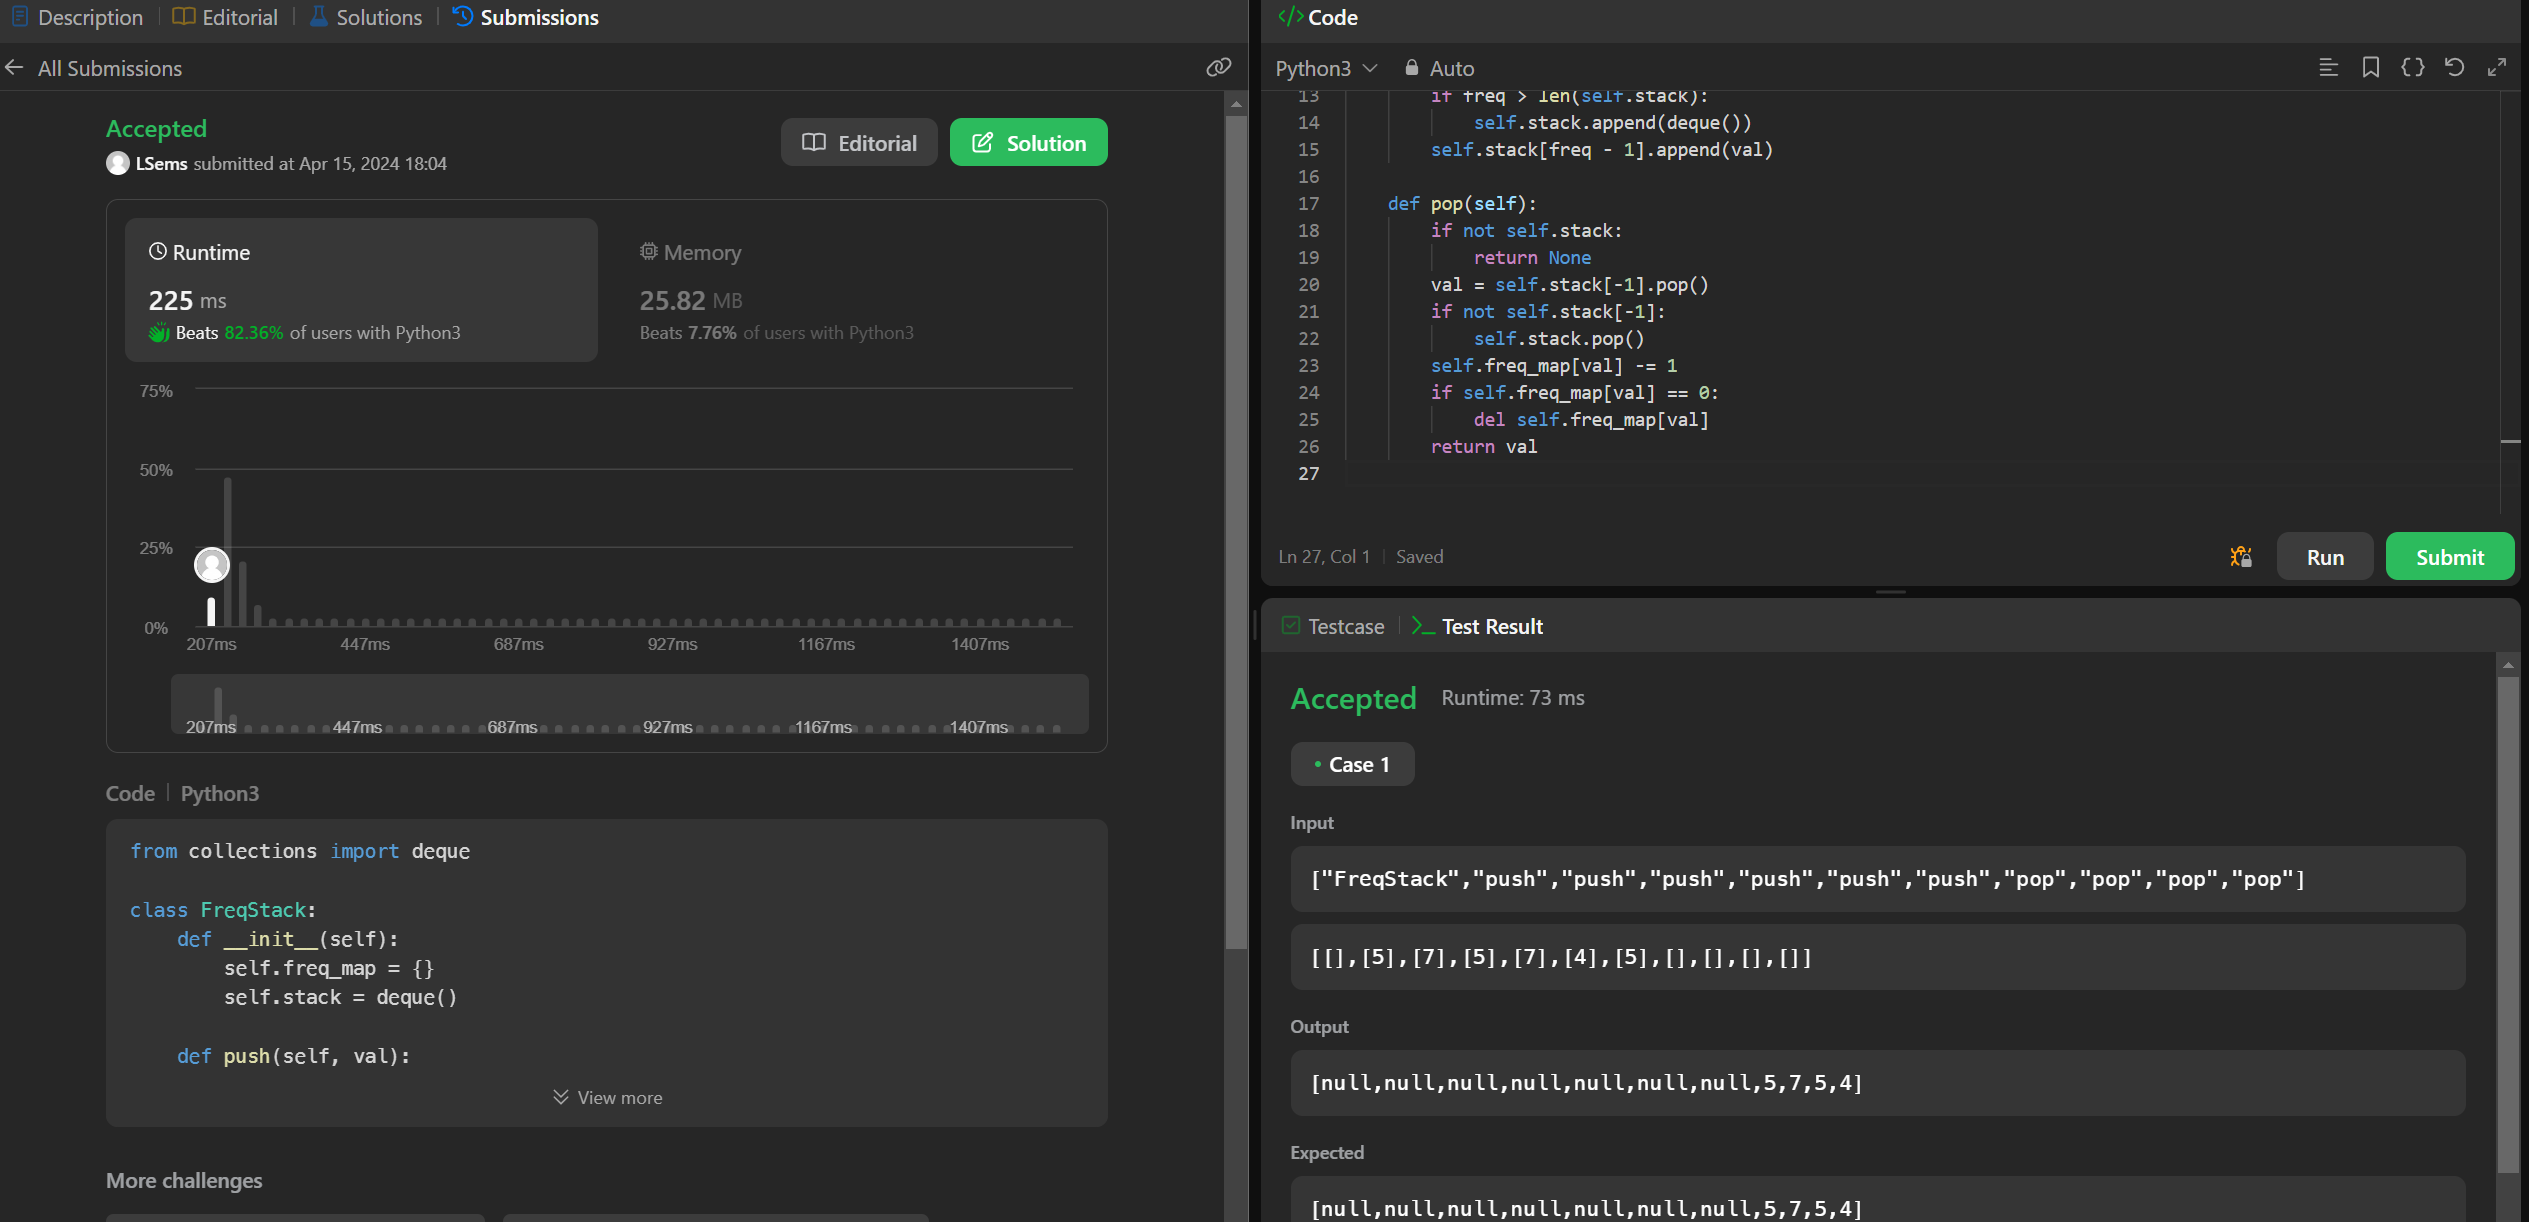 Description
Editorial
Solutions
Submissions
All Submissions
Accepted
LSems submitted at Apr 15, 2024 18:04
Editorial
Solution
Runtime
225 ms
Beats 82.36% of users with Python3
Memory
25.82 MB
Beats 7.76% of users with Python3
75%
50%
25%
0%
207ms 447ms 687ms 927ms 1167ms 1407ms
207ms 447ms 687ms 927ms 1167ms 1407ms
Code | Python3
from collections import deque
class FreqStack:
    def __init__(self):
        self.freq_map = {}
        self.stack = deque()
    def push(self, val):
View more
More challenges
</> Code
Python3
Auto
13 if freq > len(self.stack):
14 self.stack.append(deque())
15 self.stack[freq - 1].append(val)
16
17 def pop(self):
18 if not self.stack:
19 return None
20 val = self.stack[-1].pop()
21 if not self.stack[-1]:
22 self.stack.pop()
23 self.freq_map[val] -= 1
24 if self.freq_map[val] == 0:
25 del self.freq_map[val]
26 return val
27
Ln 27, Col 1 | Saved
Run
Submit
Testcase
Test Result
Accepted Runtime: 73 ms
• Case 1
Input
["FreqStack","push","push","push","push","push","push","pop","pop","pop","pop"]
[[],[5],[7],[5],[7],[4],[5],[],[],[],[]]
Output
[null,null,null,null,null,null,null,5,7,5,4]
Expected
[null,null,null,null,null,null,null,5,7,5,4]